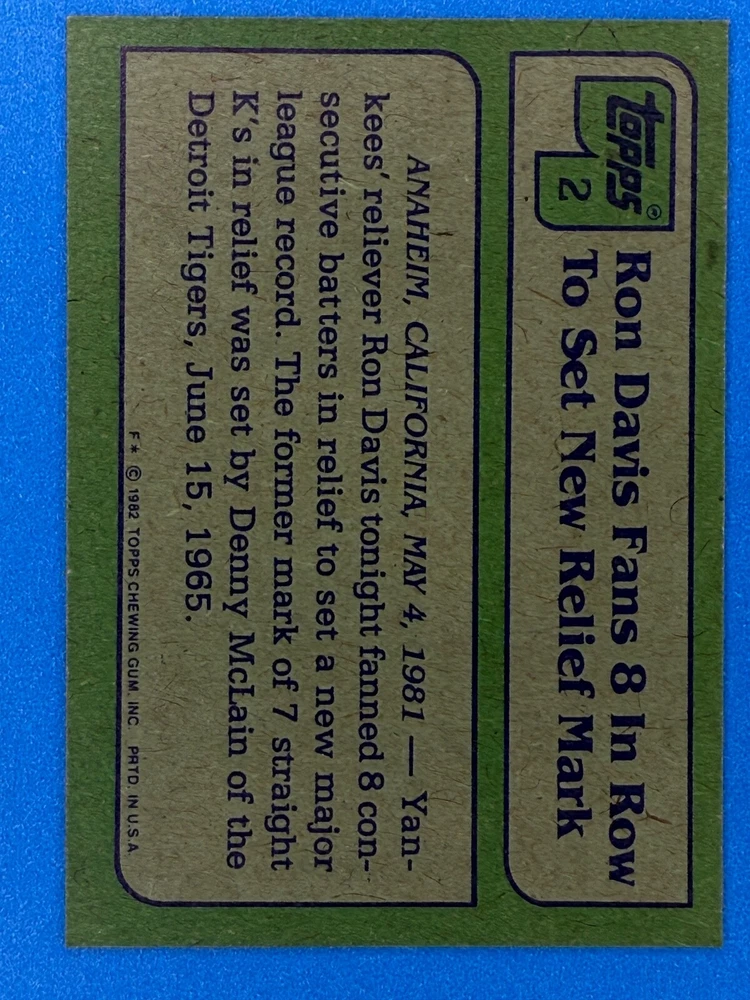 topps®
2
Ron Davis Fans 8 In Row
To Set New Relief Mark
ANAHEIM, CALIFORNIA, MAY 4, 1981 — Yan-
kees' reliever Ron Davis tonight fanned 8 con-
secutive batters in relief to set a new major
league record. The former mark of 7 straight
K's in relief was set by Denny McLain of the
Detroit Tigers, June 15, 1965.
F* © 1982 TOPPS CHEWING GUM, INC. PRTD. IN U.S.A.